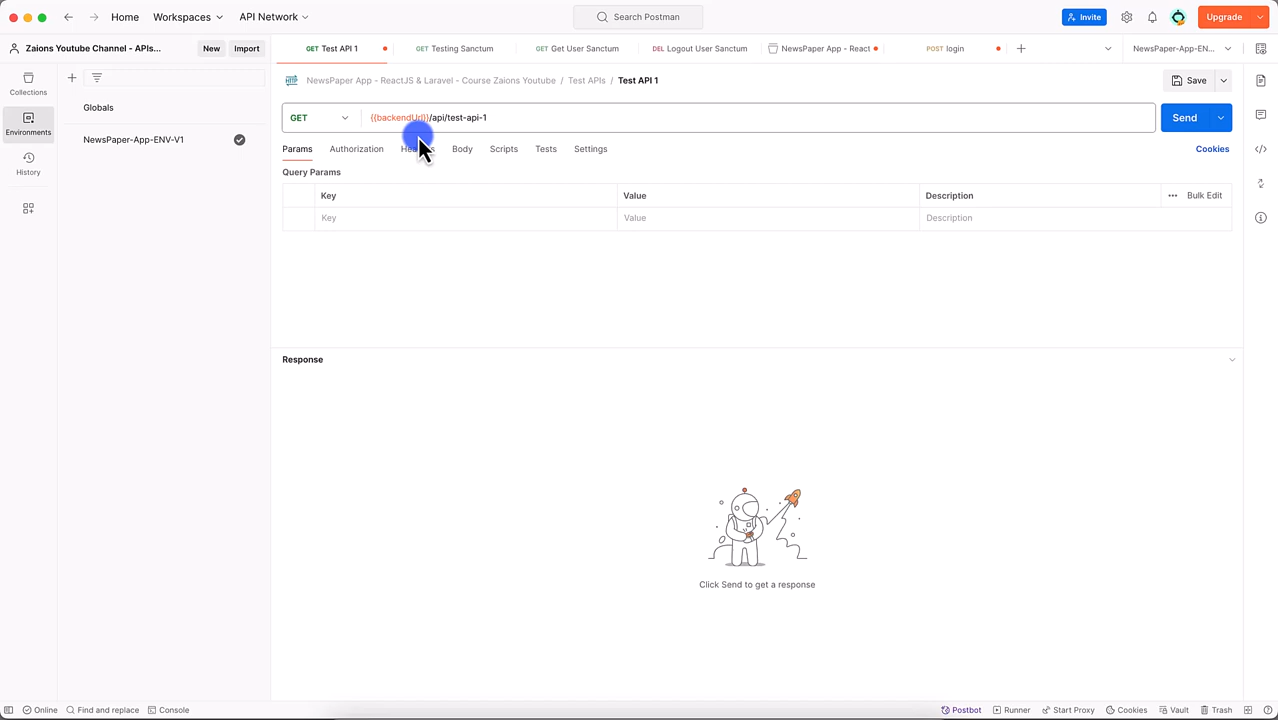 Home Workspaces API Network Search Postman Invite Upgrade
Zaions Youtube Channel - APIs... New Import GET Test API 1 GET Testing Sanctum GET Get User Sanctum DEL Logout User Sanctum NewsPaper App - React POST login NewsPaper-App-EN...
Collections
Environments
History
Globals
NewsPaper-App-ENV-V1
NewsPaper App - ReactJS & Laravel - Course Zaions Youtube / Test APIs / Test API 1 Save
HTTP
GET {{backendUrl}}/api/test-api-1 Send
Params Authorization Body Scripts Tests Settings Cookies
Query Params
Key Value Description Bulk Edit
Key Value Description
Response
Click Send to get a response
Online Find and replace Console Postbot Runner Start Proxy Cookies Vault Trash